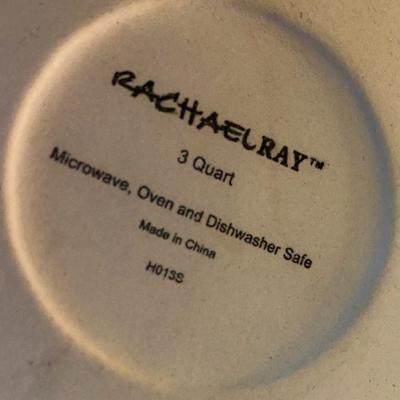 RACHAELRAY™
3 Quart
Microwave, Oven and Dishwasher Safe
Made in China
H013S